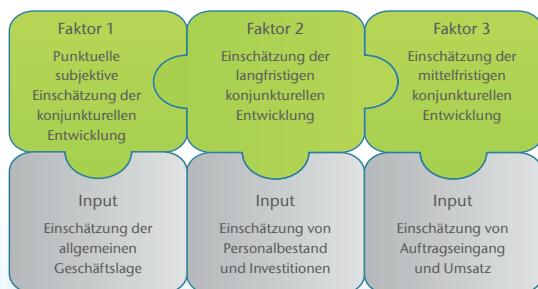 Faktor 1
Punktuelle
subjektive
Einschätzung der
konjunkturellen
Entwicklung
Faktor 2
Einschätzung der
langfristigen
konjunkturellen
Entwicklung
Faktor 3
Einschätzung der
mittelfristigen
konjunkturellen
Entwicklung
Input
Einschätzung der
allgemeinen
Geschäftslage
Input
Einschätzung von
Personalbestand
und Investitionen
Input
Einschätzung von
Auftragseingang
und Umsatz